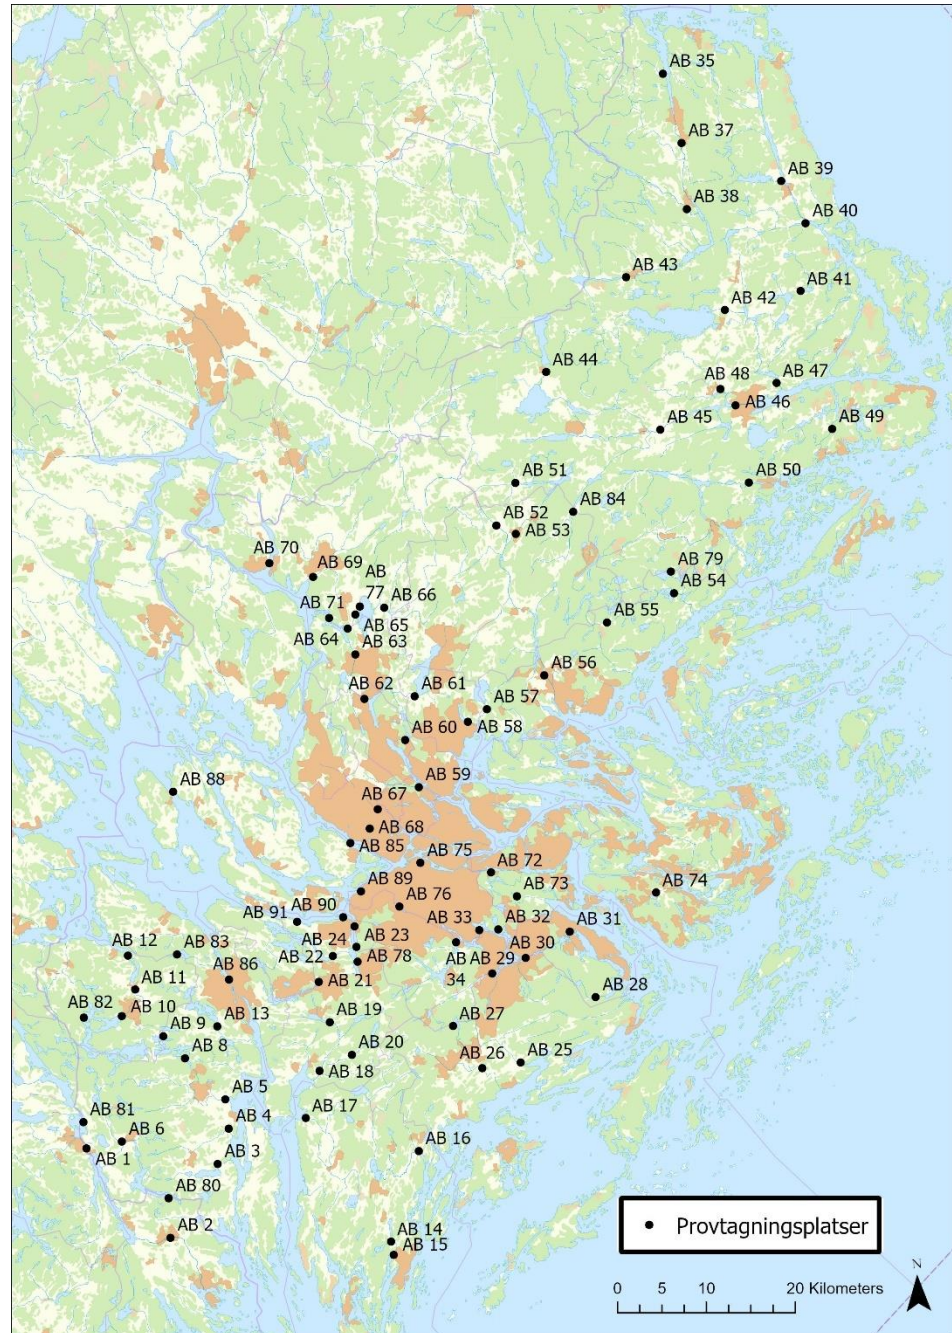 AB 35
AB 37
AB 39
AB 38
AB 40
AB 43
AB 41
AB 42
AB 44
AB 48
AB 47
AB 46
AB 45
AB 49
AB 51
AB 50
AB 84
AB 52
AB 53
AB 70
AB 69
AB
77
AB 66
AB 79
AB 54
AB 71
AB 65
AB 64
AB 63
AB 55
AB 56
AB 62
AB 61
AB 57
AB 58
AB 60
AB 88
AB 59
AB 67
AB 68
AB 85
AB 75
AB 72
AB 89
AB 73
AB 74
AB 76
AB 90
AB 91
AB 33
AB 32
AB 31
AB 24
AB 23
AB 12
AB 83
AB 22
AB 78
AB
34
AB 29
AB 30
AB 11
AB 86
AB 21
AB 28
AB 82
AB 10
AB 9
AB 13
AB 19
AB 27
AB 8
AB 20
AB 26
AB 25
AB 18
AB 5
AB 81
AB 6
AB 4
AB 17
AB 1
AB 3
AB 16
AB 80
AB 2
AB 14
AB 15
Provtagningsplatser
N
0 5 10 20 Kilometers